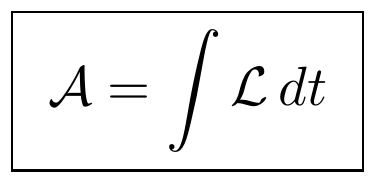 𝒜 = ∫ ℒ dt